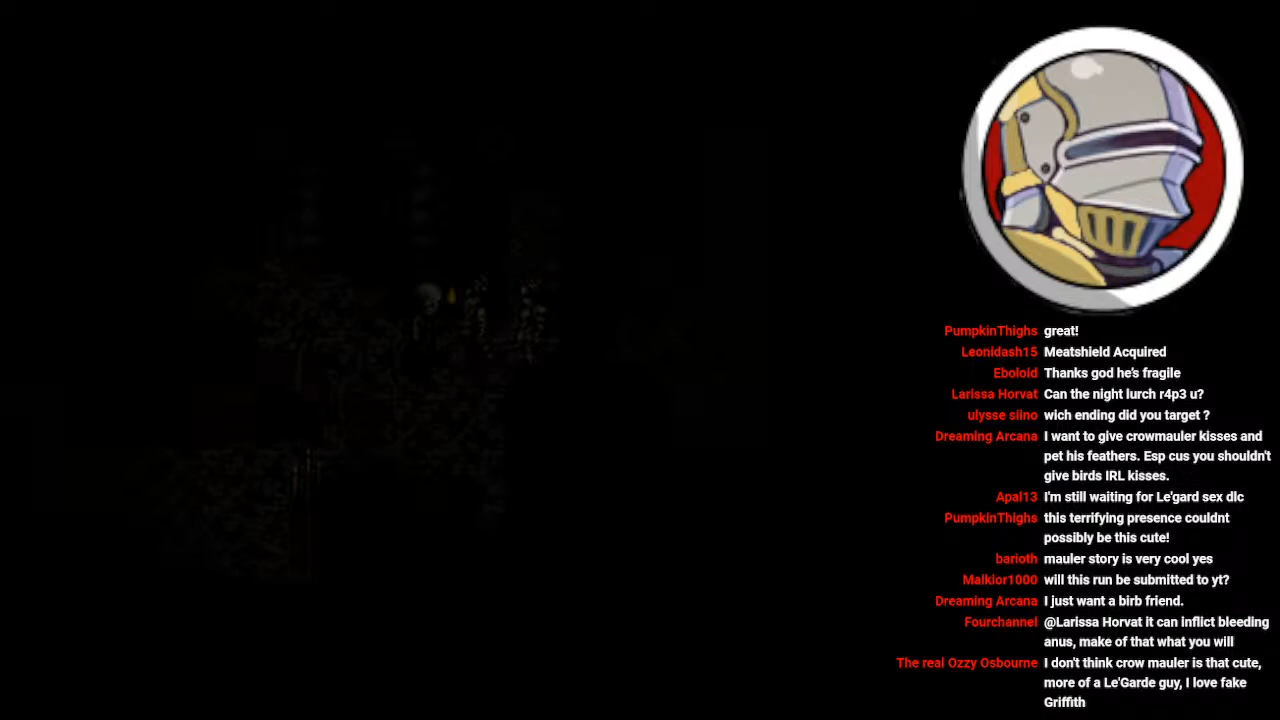 PumpkinThighs great!
Leonidash15 Meatshield Acquired
Eboloid Thanks god he's fragile
Larissa Horvat Can the night lurch r4p3 u?
ulysse siino wich ending did you target ?
Dreaming Arcana I want to give crowmauler kisses and
pet his feathers. Esp cus you shouldn't
give birds IRL kisses.
Apal13 I'm still waiting for Le'gard sex dlc
PumpkinThighs this terrifying presence couldnt
possibly be this cute!
barioth mauler story is very cool yes
Malkior1000 will this run be submitted to yt?
Dreaming Arcana I just want a birb friend.
Fourchannel @Larissa Horvat it can inflict bleeding
anus, make of that what you will
The real Ozzy Osbourne I don't think crow mauler is that cute,
more of a Le'Garde guy, I love fake
Griffith